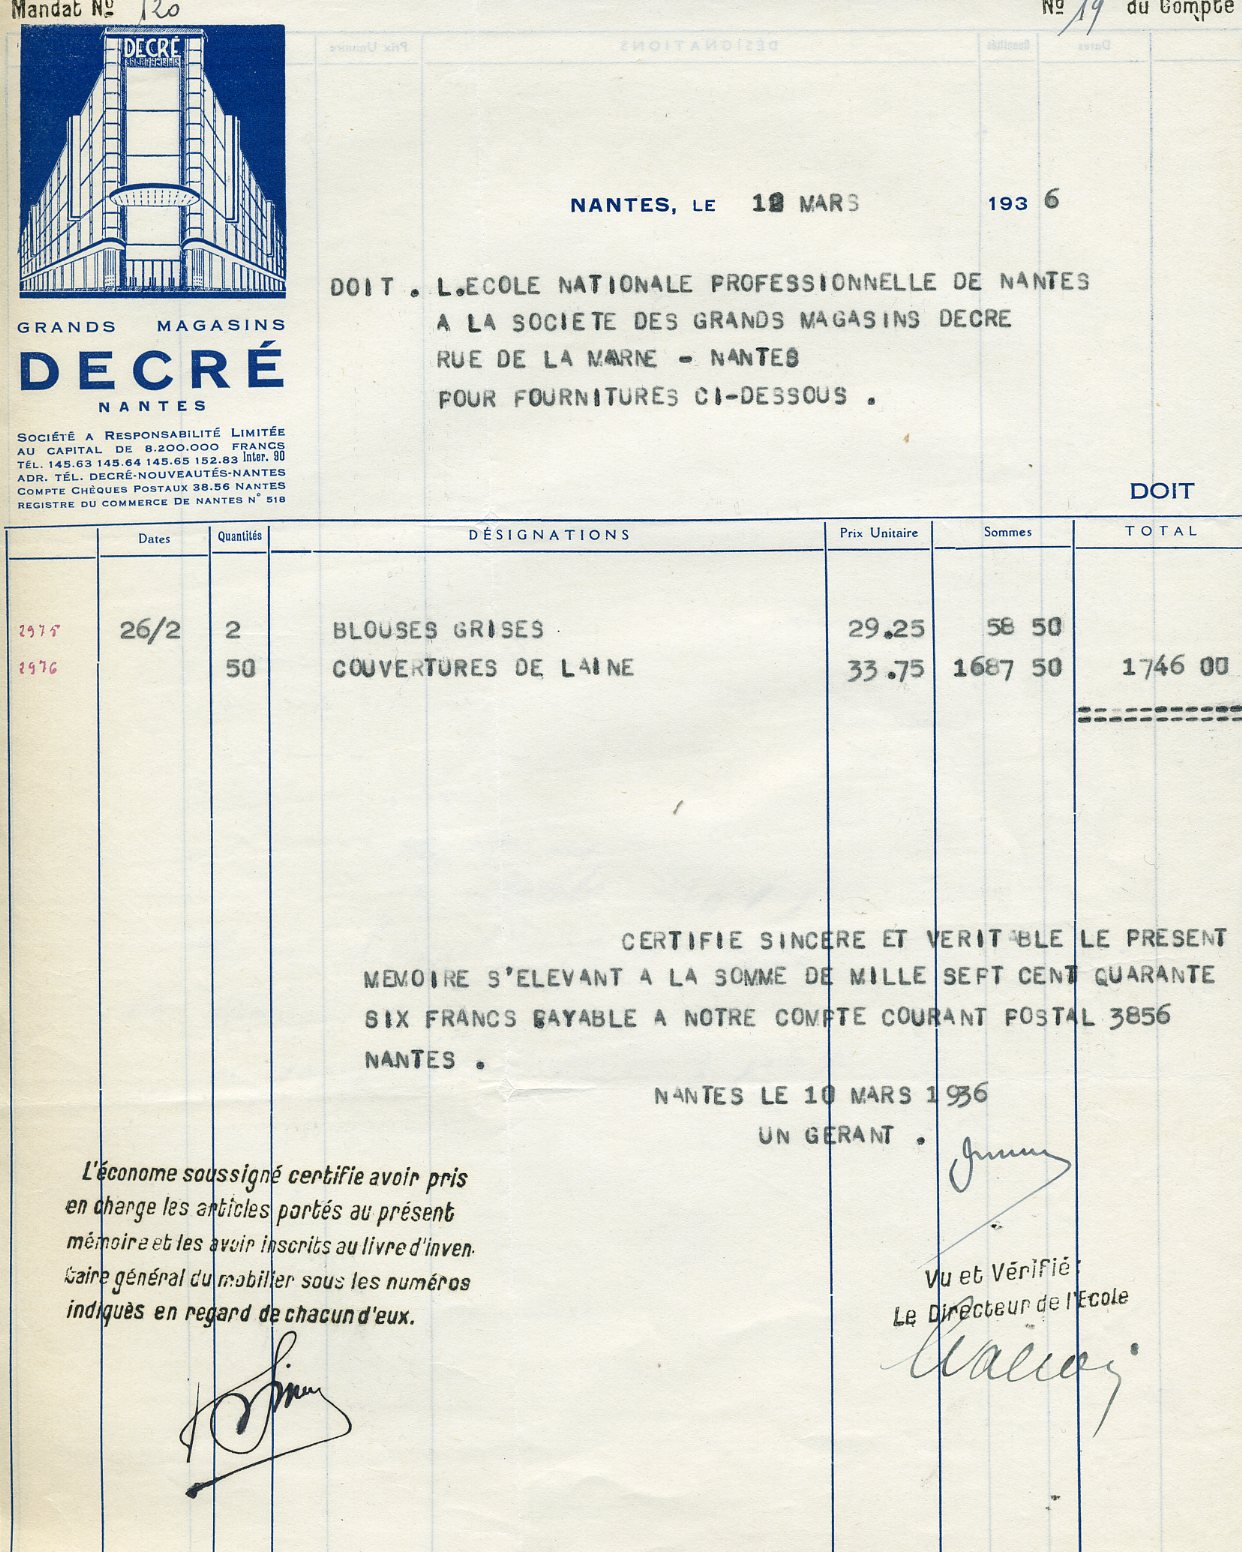 Mandat Nº 120
Nº 19 du Compte
DECRÉ
NANTES, LE 12 MARS 1936
DOIT . L.ECOLE NATIONALE PROFESSIONNELLE DE NANTES
A LA SOCIETE DES GRANDS MAGASINS DECRE
RUE DE LA MARNE - NANTES
POUR FOURNITURES CI-DESSOUS .
GRANDS MAGASINS
DECRÉ
NANTES
SOCIÉTÉ A RESPONSABILITÉ LIMITÉE
AU CAPITAL DE 8.200.000 FRANCS
TÉL. 145.63 145.64 145.65 152.83 Inter. 90
ADR. TÉL. DECRÉ-NOUVEAUTÉS-NANTES
COMPTE CHÈQUES POSTAUX 38.56 NANTES
REGISTRE DU COMMERCE DE NANTES N° 518
DOIT
Dates Quantités DÉSIGNATIONS Prix Unitaire Sommes TOTAL
2975 26/2 2 BLOUSES GRISES 29.25 58 50
2976 50 COUVERTURES DE LAINE 33.75 1687 50 1746 00
CERTIFIE SINCERE ET VERITABLE LE PRESENT
MEMOIRE S'ELEVANT A LA SOMME DE MILLE SEPT CENT QUARANTE
SIX FRANCS PAYABLE A NOTRE COMPTE COURANT POSTAL 3856
NANTES .
NANTES LE 10 MARS 1936
UN GERANT .
L'économe soussigné certifie avoir pris
en charge les articles portés au présent
mémoire et les avoir inscrits au livre d'inven-
taire général du mobilier sous les numéros
indiqués en regard de chacun d'eux.
Vu et Vérifié :
Le Directeur de l'Ecole